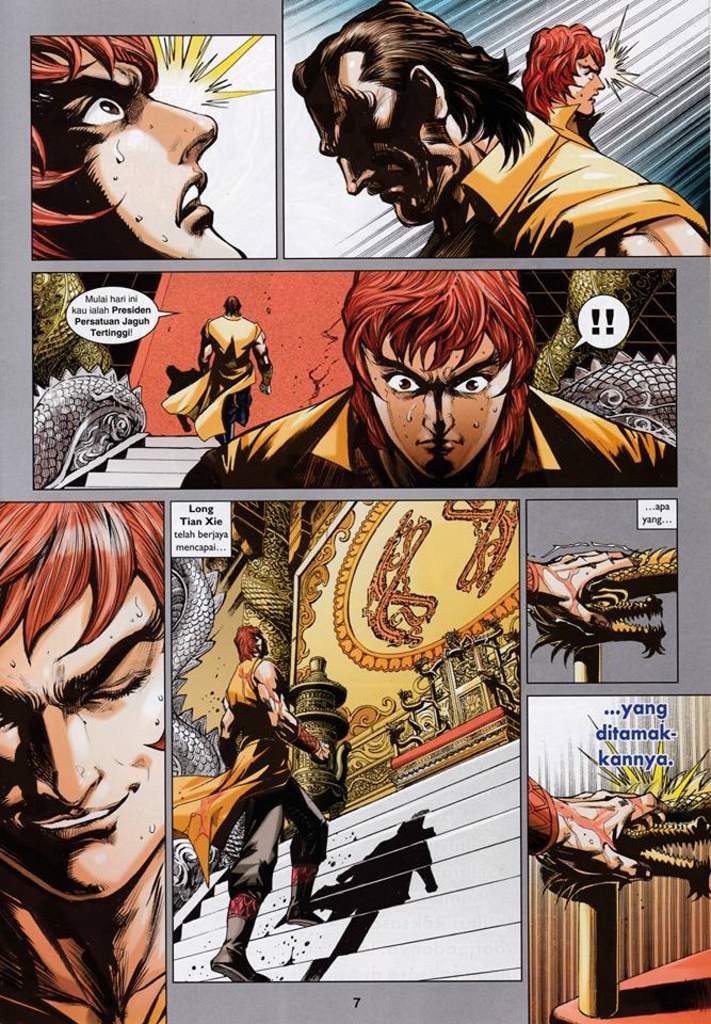 Mulai hari ini
kau ialah Presiden
Persatuan Jaguh
Tertinggi!
!!
Long
Tian Xie
telah berjaya
mencapai...
...apa
yang...
...yang
ditamak-
kannya.
7